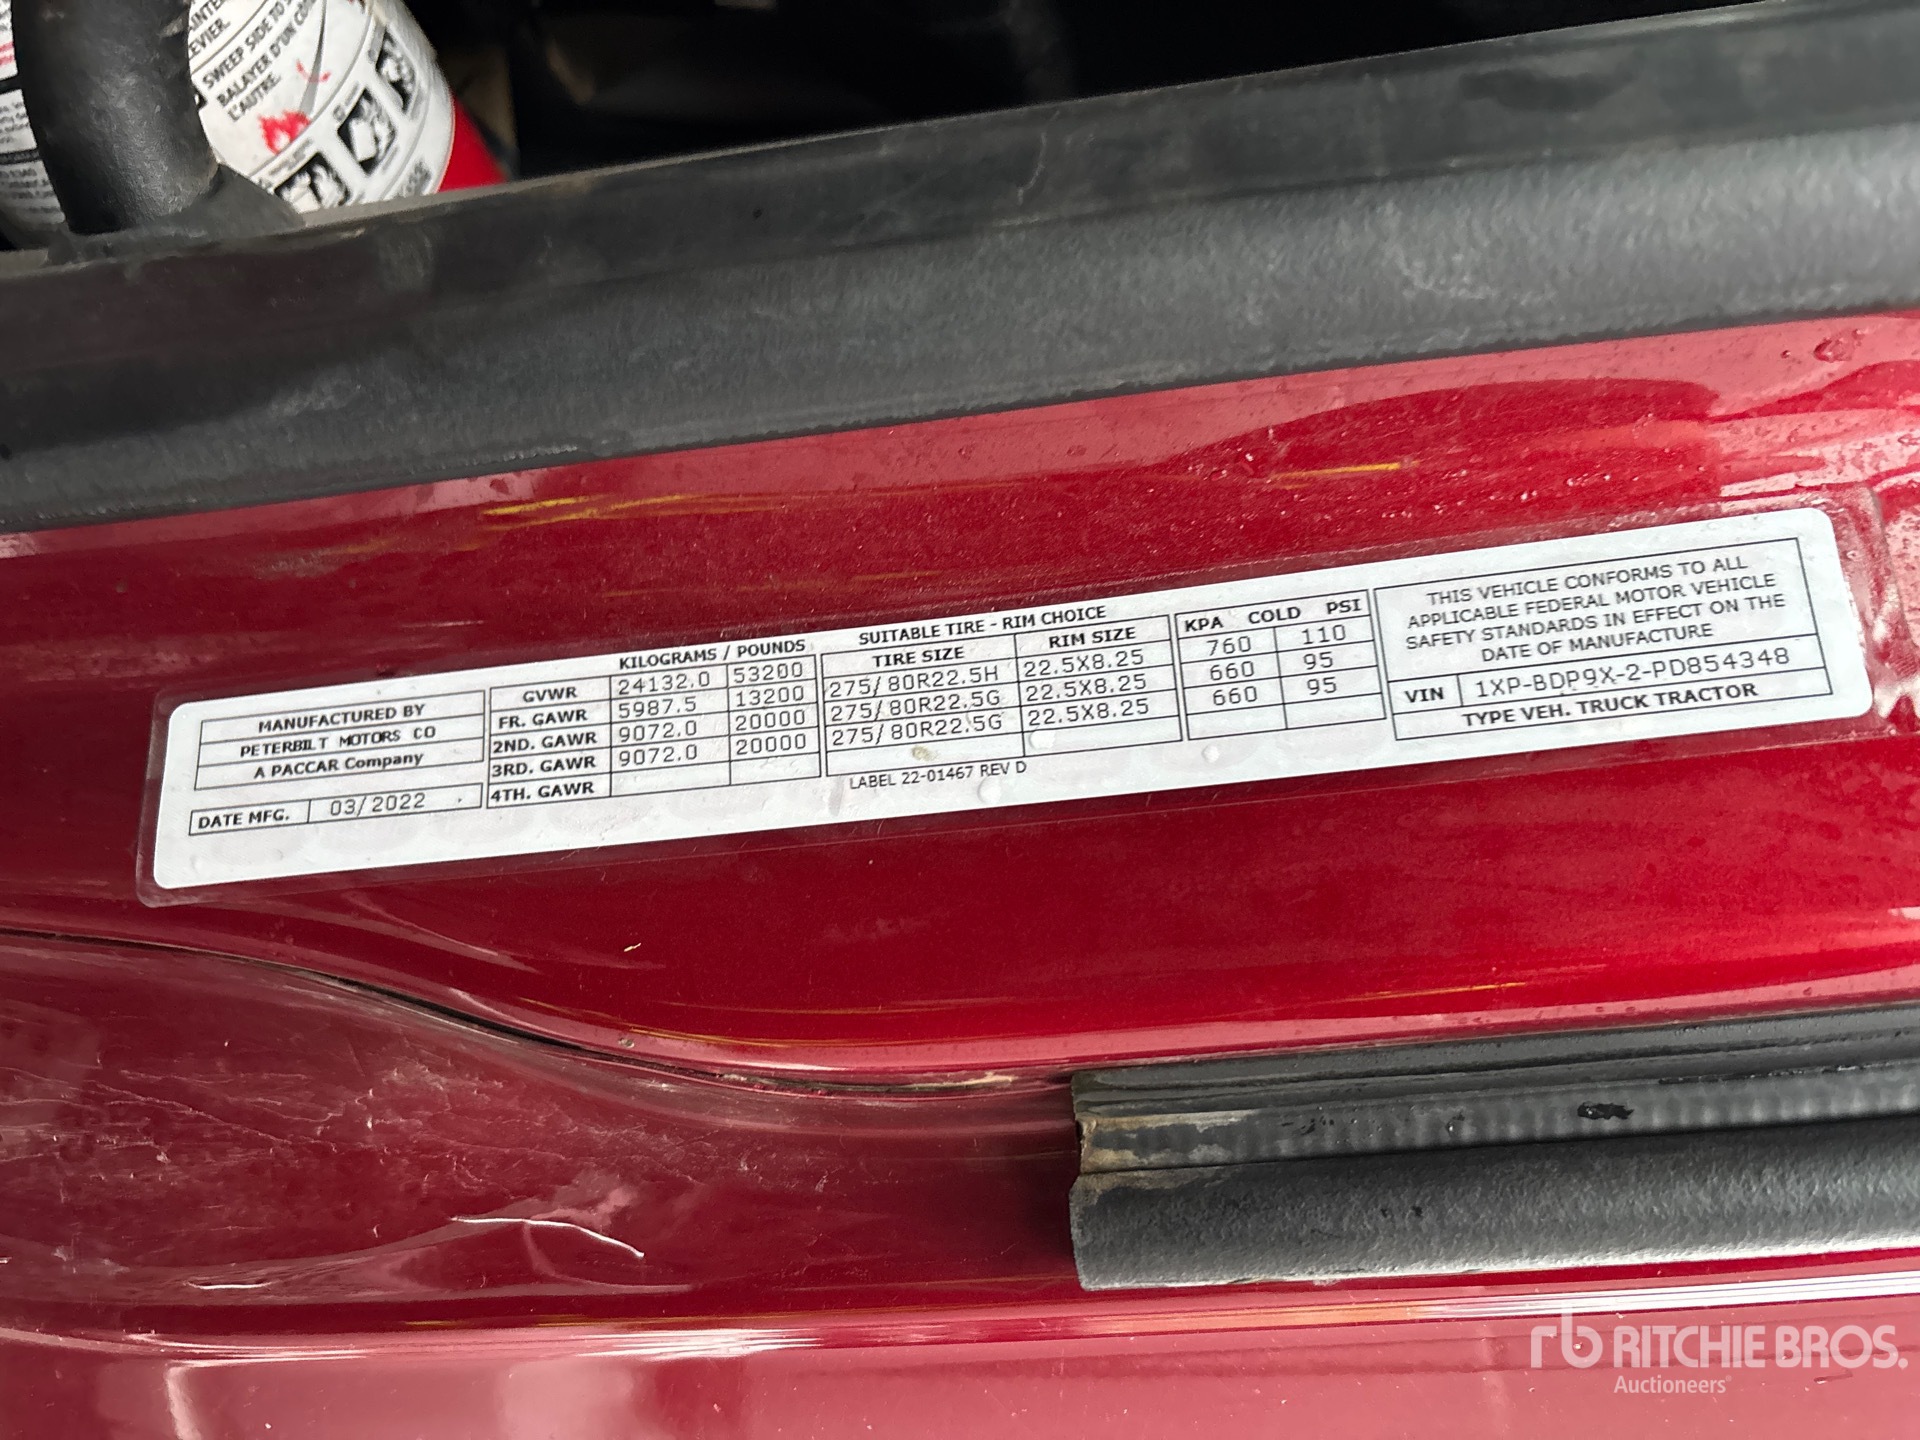 SWEEP SIDE TO S
BALAYER D'UN CÔ
L'AUTRE.
MANUFACTURED BY
PETERBILT MOTORS CO
A PACCAR Company
DATE MFG. 03/2022
KILOGRAMS / POUNDS
GVWR 24132.0 53200
FR. GAWR 5987.5 13200
2ND. GAWR 9072.0 20000
3RD. GAWR 9072.0 20000
4TH. GAWR
SUITABLE TIRE - RIM CHOICE
TIRE SIZE RIM SIZE
275/80R22.5H 22.5X8.25
275/80R22.5G 22.5X8.25
275/80R22.5G 22.5X8.25
LABEL 22-01467 REV D
KPA COLD PSI
760 110
660 95
660 95
THIS VEHICLE CONFORMS TO ALL
APPLICABLE FEDERAL MOTOR VEHICLE
SAFETY STANDARDS IN EFFECT ON THE
DATE OF MANUFACTURE
VIN 1XP-BDP9X-2-PD854348
TYPE VEH. TRUCK TRACTOR
rb RITCHIE BROS.
Auctioneers